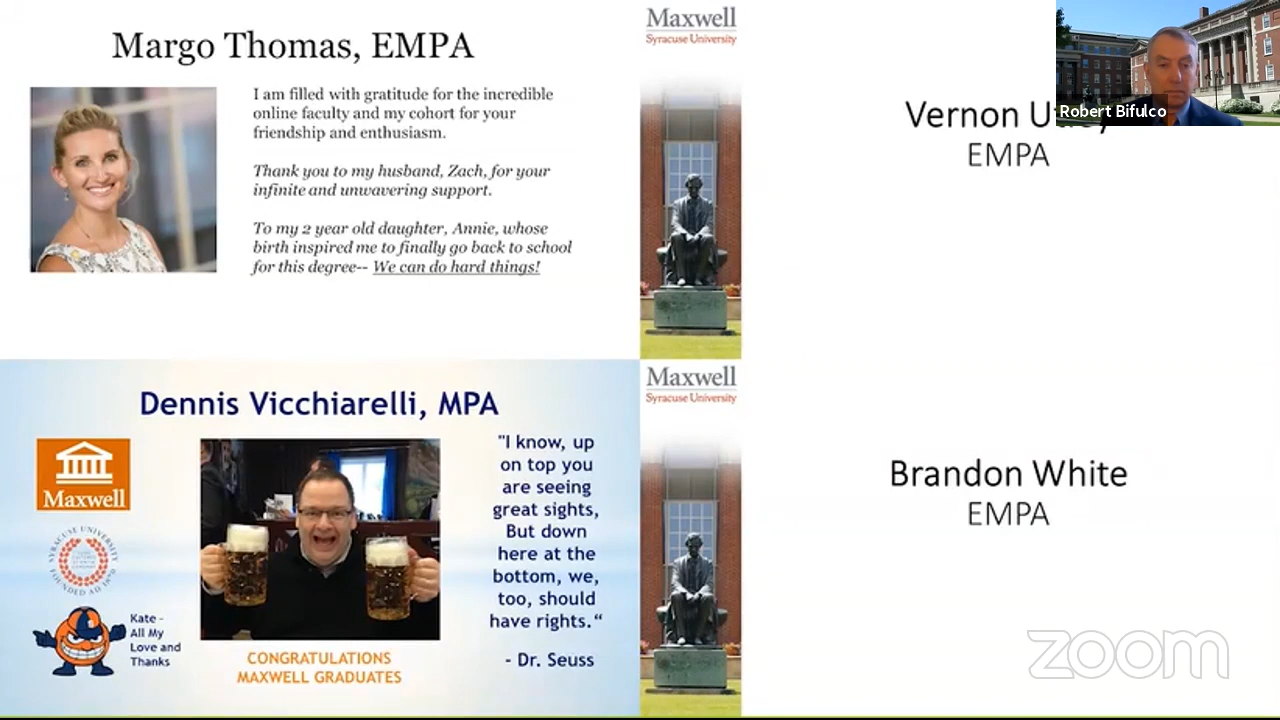 Margo Thomas, EMPA
I am filled with gratitude for the incredible
online faculty and my cohort for your
friendship and enthusiasm.
Thank you to my husband, Zach, for your
infinite and unwavering support.
To my 2 year old daughter, Annie, whose
birth inspired me to finally go back to school
for this degree-- We can do hard things!
Maxwell
Syracuse University
Vernon
EMPA
Robert Bifulco
Dennis Vicchiarelli, MPA
Maxwell
SYRACUSE UNIVERSITY
FOUNDED AD 1870
Kate –
All My
Love and
Thanks
CONGRATULATIONS
MAXWELL GRADUATES
"I know, up
on top you
are seeing
great sights,
But down
here at the
bottom, we,
too, should
have rights.“
- Dr. Seuss
Maxwell
Syracuse University
Brandon White
EMPA
zoom